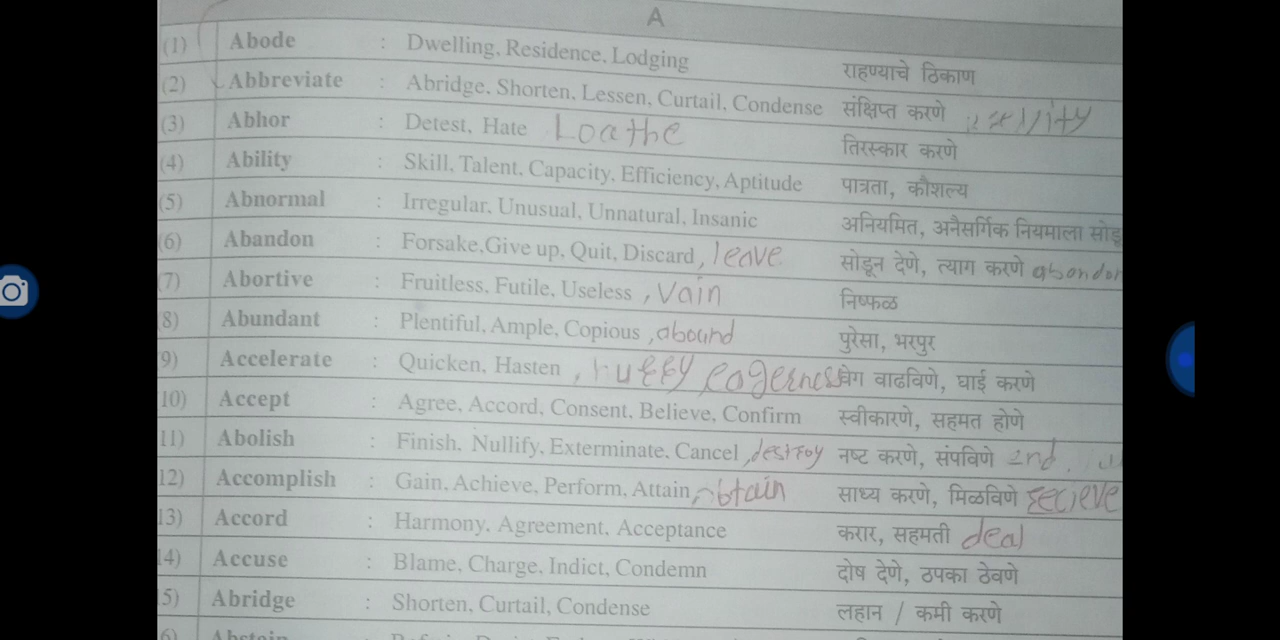 A
(1) Abode : Dwelling, Residence, Lodging राहण्याचे ठिकाण
(2) Abbreviate : Abridge, Shorten, Lessen, Curtail, Condense संक्षिप्त करणे
(3) Abhor : Detest, Hate Loathe तिरस्कार करणे
(4) Ability : Skill, Talent, Capacity, Efficiency, Aptitude पात्रता, कौशल्य
(5) Abnormal : Irregular, Unusual, Unnatural, Insanic अनियमित, अनैसर्गिक नियमाला
(6) Abandon : Forsake,Give up, Quit, Discard, leave सोडून देणे, त्याग करणे abandon
(7) Abortive : Fruitless, Futile, Useless, Vain निष्फळ
8) Abundant : Plentiful, Ample, Copious, abound पुरेसा, भरपुर
9) Accelerate : Quicken, Hasten, eagerness वेग वाढविणे, घाई करणे
10) Accept : Agree, Accord, Consent, Believe, Confirm स्वीकारणे, सहमत होणे
11) Abolish : Finish, Nullify, Exterminate, Cancel, destroy नष्ट करणे, संपविणे end
12) Accomplish : Gain, Achieve, Perform, Attain, obtain साध्य करणे, मिळविणे
13) Accord : Harmony, Agreement, Acceptance करार, सहमती deal
14) Accuse : Blame, Charge, Indict, Condemn दोष देणे, ठपका ठेवणे
5) Abridge : Shorten, Curtail, Condense लहान / कमी करणे